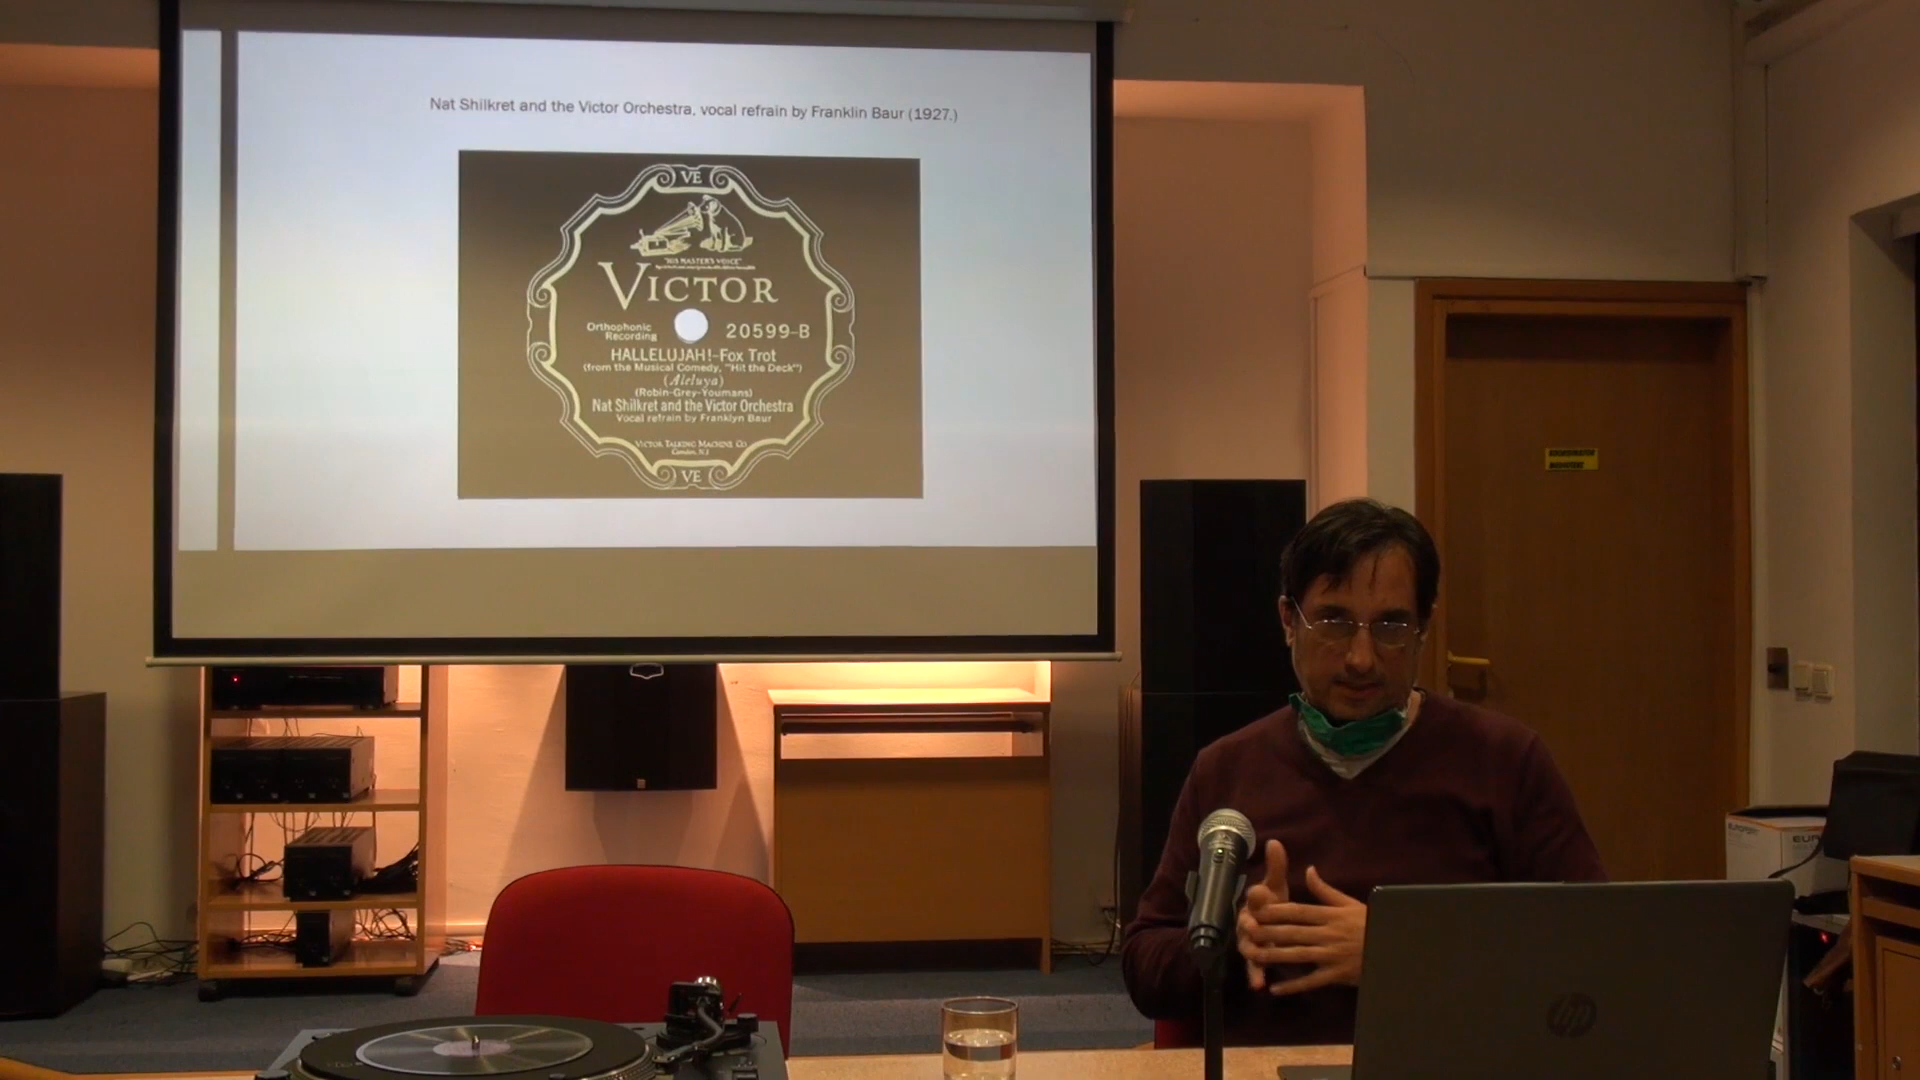 Nat Shilkret and the Victor Orchestra, vocal refrain by Franklin Baur (1927.)
VE
"HIS MASTER'S VOICE"
VICTOR
Orthophonic
Recording
20599-B
HALLELUJAH!-Fox Trot
(from the Musical Comedy, "Hit the Deck")
(Aleluya)
(Robin-Grey-Youmans)
Nat Shilkret and the Victor Orchestra
Vocal refrain by Franklyn Baur
VICTOR TALKING MACHINE CO
Camden, N.J.
VE
hp